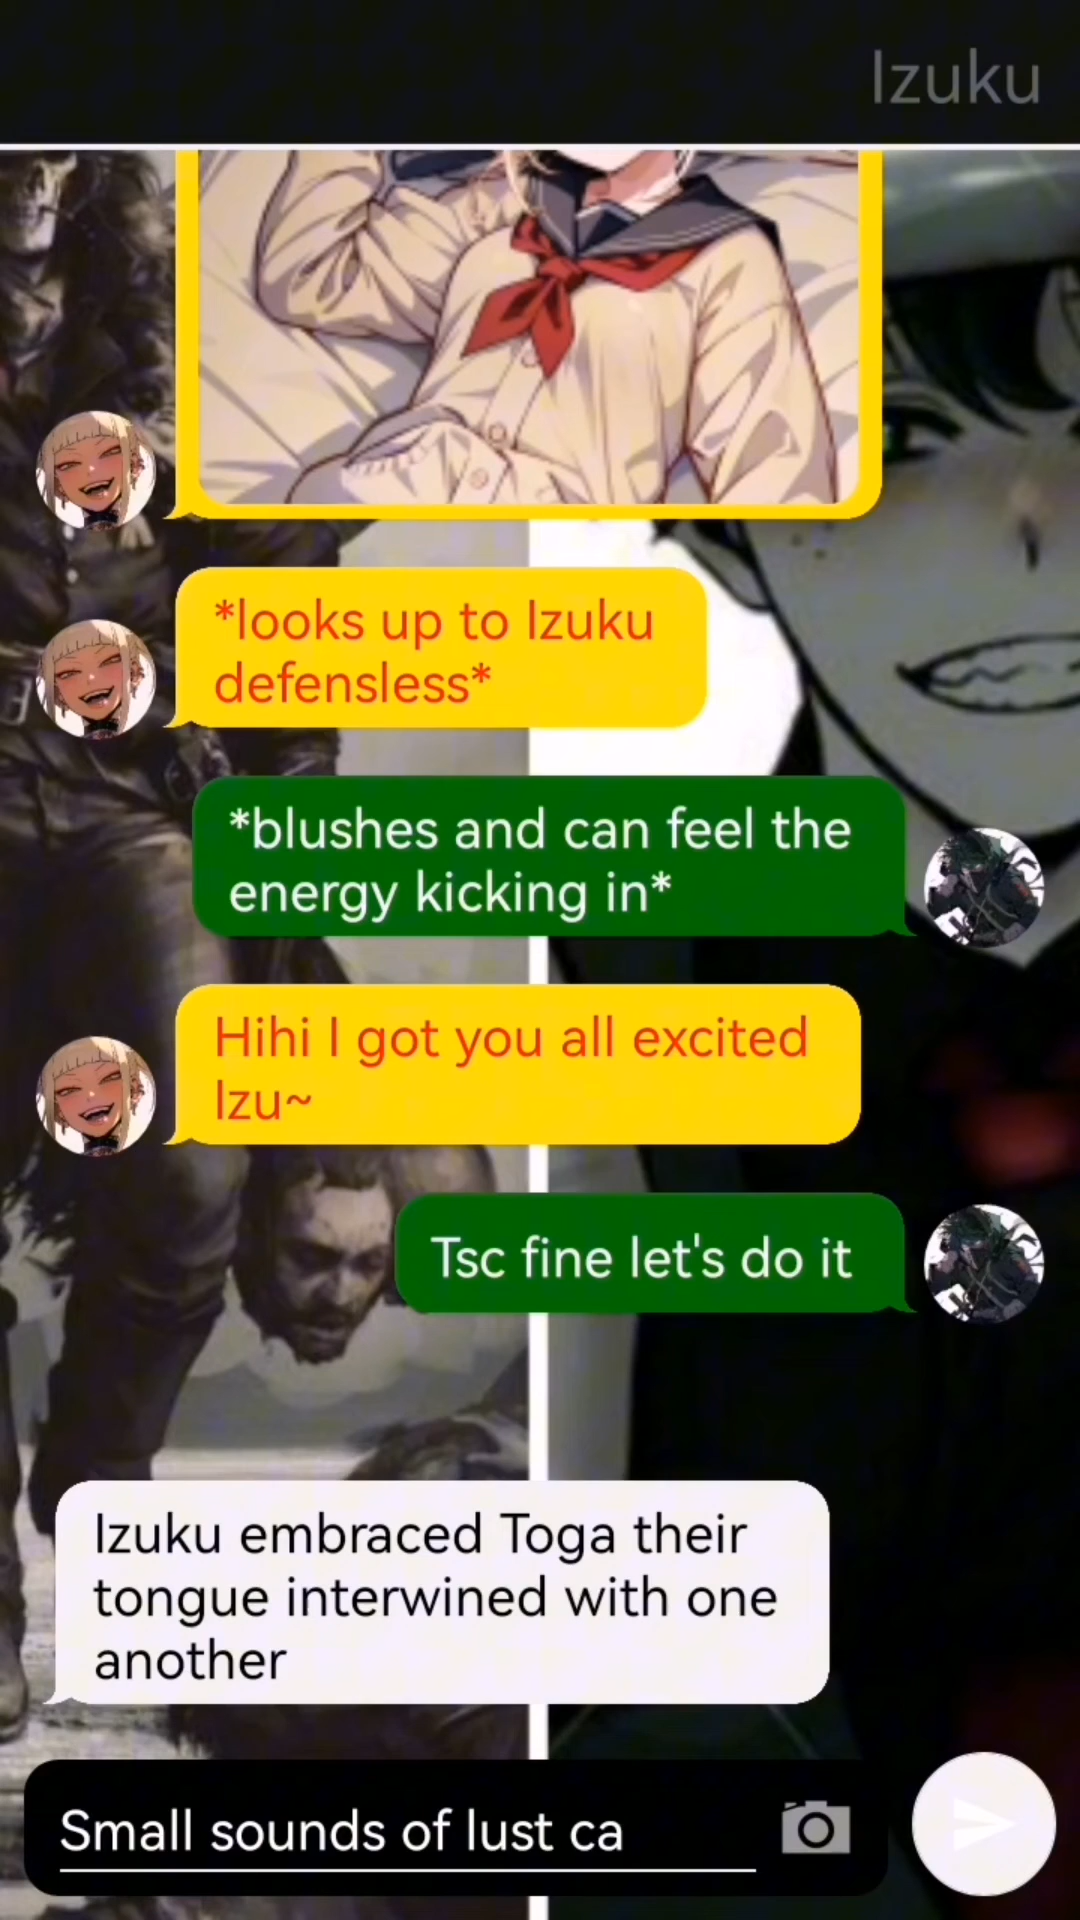 Izuku
*looks up to Izuku
defensless*
*blushes and can feel the
energy kicking in*
Hihi I got you all excited
Izu~
Tsc fine let's do it
Izuku embraced Toga their
tongue interwined with one
another
Small sounds of lust ca